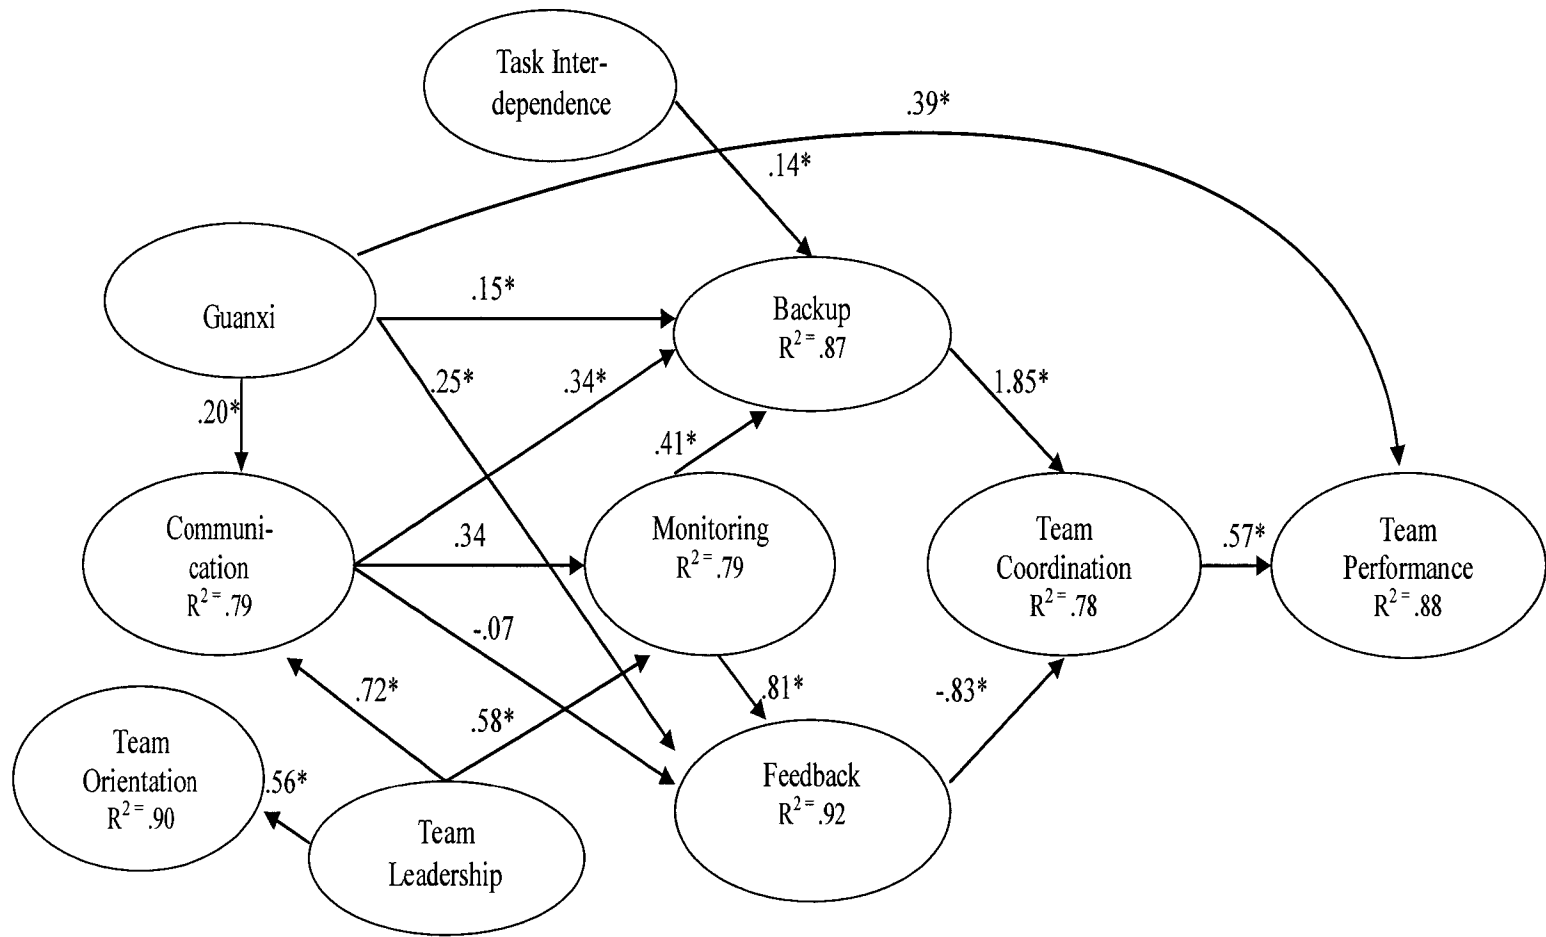 Task Inter-
dependence
.39*
.14*
Guanxi
.15*
Backup
R² = .87
.25*
.34*
1.85*
.20*
.41*
Communi-
cation
R² = .79
.34
Monitoring
R² = .79
Team
Coordination
R² = .78
.57*
Team
Performance
R² = .88
-.07
.72*
.58*
.81*
-.83*
Team
Orientation
R² = .90
.56*
Team
Leadership
Feedback
R² = .92